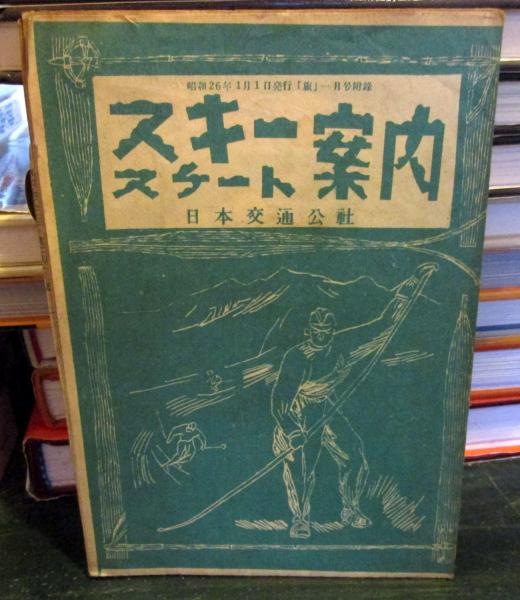 昭和26年1月1日発行「旅」一月号附録
スキー案内
スケート
日本交通公社